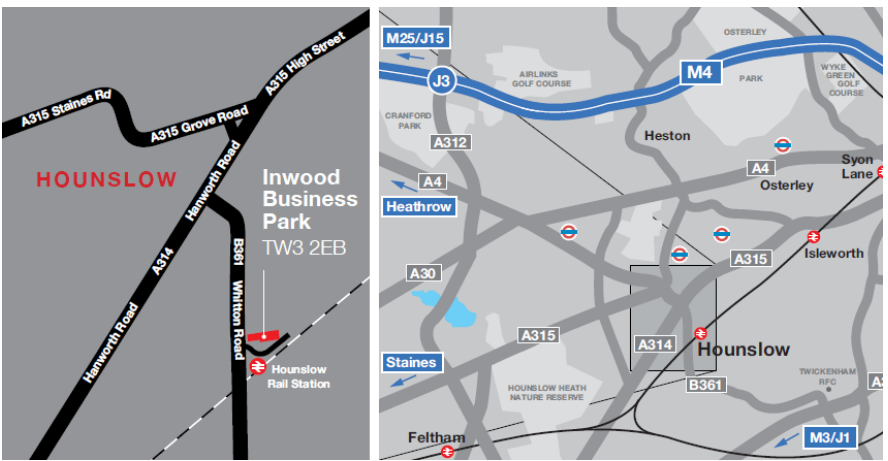 A315 High Street
A315 Staines Rd
A315 Grove Road
Hanworth Road
HOUNSLOW
Inwood
Business
Park
TW3 2EB
A314
B361
Whitton Road
Hanworth Road
Hounslow
Rail Station
M25/J15
OSTERLEY
PARK
M4
J3
AIRLINKS
GOLF COURSE
WYKE
GREEN
GOLF
COURSE
CRANFORD
PARK
A312
Heston
A4
Heathrow
A4
Osterley
Syon
Lane
Isleworth
A30
A315
A315
A314
Hounslow
Staines
B361
HOUNSLOW HEATH
NATURE RESERVE
TWICKENHAM
RFC
Feltham
M3/J1